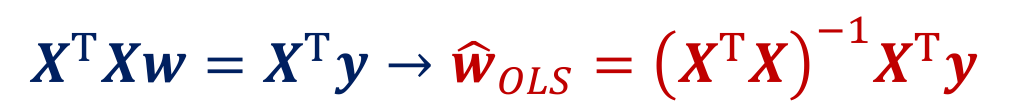 XᵀXw = Xᵀy → ŵ_OLS = (XᵀX)⁻¹Xᵀy